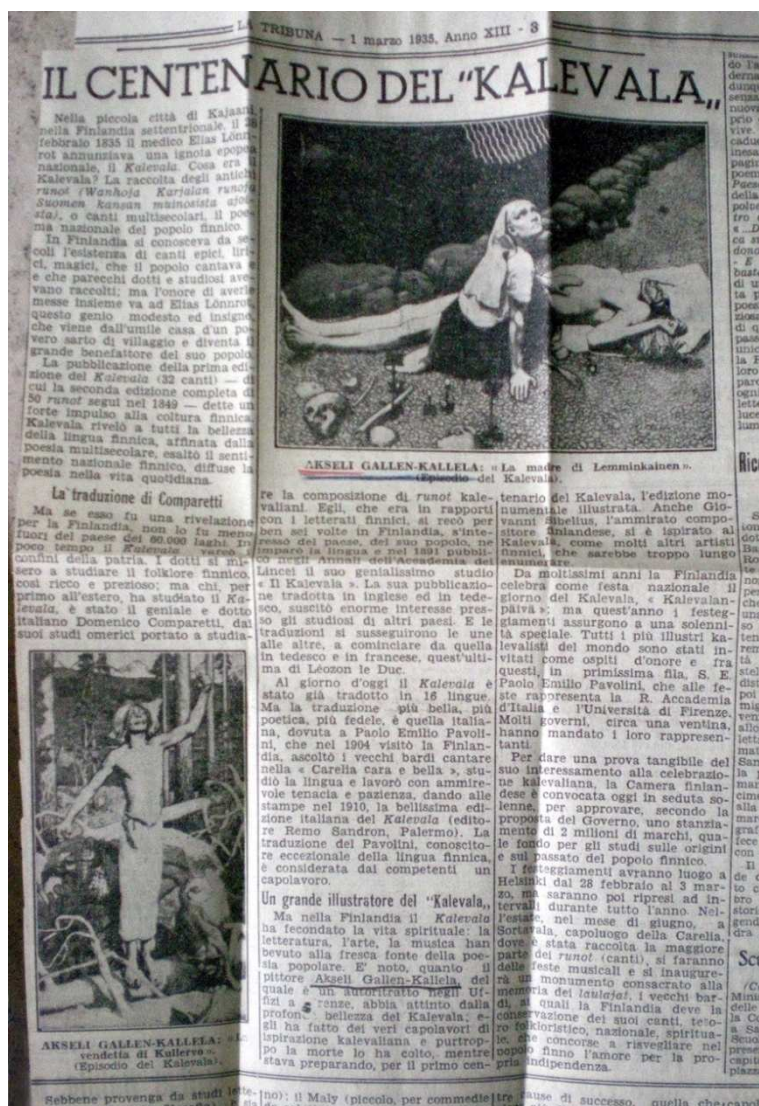 LA TRIBUNA — 1 marzo 1935, Anno XIII - 3
IL CENTENARIO DEL "KALEVALA„
Nella piccola città di Kajaani,
nella Finlandia settentrionale, il 28
febbraio 1835 il medico Elias Lönn-
rot annunziava una ignota epopea
nazionale, il Kalevala. Cosa era il
Kalevala? La raccolta degli antichi
runot (Wanhoja Karjalan runoja
Suomen kansan muinosista ajoi-
sta), o canti multisecolari, il poe-
ma nazionale del popolo finnico.
In Finlandia si conosceva da se-
coli l'esistenza di canti epici, liri-
ci, magici, che il popolo cantava e
e che parecchi dotti e studiosi ave-
vano raccolti; ma l'onore di averle
messe insieme va ad Elias Lönnrot,
questo genio modesto ed insigne,
che viene dall'umile casa d'un po-
vero sarto di villaggio e diventa il
grande benefattore del suo popolo.
La pubblicazione della prima edi-
zione del Kalevala (32 canti) — di
cui la seconda edizione completa di
50 runot seguì nel 1849 — dette un
forte impulso alla coltura finnica.
Kalevala rivelò a tutti la bellezza
della lingua finnica, affinata dalla
poesia multisecolare, esaltò il senti-
mento nazionale finnico, diffuse la
poesia nella vita quotidiana.
La traduzione di Comparetti
Ma se esso fu una rivelazione
per la Finlandia, non lo fu meno
fuori del paese dei 60.000 laghi. In
poco tempo il Kalevala varcò i
confini della patria. I dotti si mi-
sero a studiare il folklore finnico,
così ricco e prezioso; ma chi, per
primo all'estero, ha studiato il Ka-
levala, è stato il geniale e dotto
italiano Domenico Comparetti, dai
suoi studi omerici portato a studia-
AKSELI GALLEN-KALLELA: «La
vendetta di Kullervo».
(Episodio del Kalevala).
AKSELI GALLEN-KALLELA: «La madre di Lemminkainen».
(Episodio del Kalevala).
re la composizione di runot kale-
valiani. Egli, che era in rapporti
con i letterati finnici, si recò per
ben sei volte in Finlandia, s'inte-
ressò del paese, del suo popolo, ne
imparò la lingua e nel 1891 pubbli-
cò negli Annali dell'Accademia dei
Lincei il suo genialissimo studio
« Il Kalevala ». La sua pubblicazio-
ne tradotta in inglese ed in tede-
sco, suscitò enorme interesse pres-
so gli studiosi di altri paesi. E le
traduzioni si susseguirono le une
alle altre, a cominciare da quella
in tedesco e in francese, quest'ulti-
ma di Léozon le Duc.
Al giorno d'oggi il Kalevala è
stato già tradotto in 16 lingue.
Ma la traduzione più bella, più
poetica, più fedele, è quella italia-
na, dovuta a Paolo Emilio Pavoli-
ni, che nel 1904 visitò la Finlan-
dia, ascoltò i vecchi bardi cantare
nella « Carelia cara e bella », stu-
diò la lingua e lavorò con ammire-
vole tenacia e pazienza, dando alle
stampe nel 1910, la bellissima edi-
zione italiana del Kalevala (edito-
re Remo Sandron, Palermo). La
traduzione del Pavolini, conoscito-
re eccezionale della lingua finnica,
è considerata dai competenti un
capolavoro.
Un grande illustratore del "Kalevala„
Ma nella Finlandia il Kalevala
ha fecondato la vita spirituale: la
letteratura, l'arte, la musica han
bevuto alla fresca fonte della poe-
sia popolare. E' noto, quanto il
pittore Akseli Gallen-Kallela, del
quale è un autoritratto negli Uf-
fizi a renze, abbia attinto dalla
profon bellezza del Kalevala; e-
gli ha fatto dei veri capolavori di
ispirazione kalevaliana e purtrop-
po la morte lo ha colto, mentre
stava preparando, per il primo cen-
tenario del Kalevala, l'edizione mo-
numentale illustrata. Anche Gio-
vanni Sibelius, l'ammirato compo-
sitore finlandese, si è ispirato al
Kalevala, come molti altri artisti
finnici, che sarebbe troppo lungo
enumerare.
Da moltissimi anni la Finlandia
celebra come festa nazionale il
giorno del Kalevala, « Kalevalan-
päivä »; ma quest'anno i festeg-
giamenti assurgono a una solenni-
tà speciale. Tutti i più illustri ka-
levalisti del mondo sono stati in-
vitati come ospiti d'onore e fra
questi, in primissima fila, S. E.
Paolo Emilio Pavolini, che alle fe-
ste rappresenta la R. Accademia
d'Italia e l'Università di Firenze.
Molti governi, circa una ventina,
hanno mandato i loro rappresen-
tanti.
Per dare una prova tangibile del
suo interessamento alla celebrazio-
ne kalevaliana, la Camera finlan-
dese è convocata oggi in seduta so-
lenne, per approvare, secondo la
proposta del Governo, uno stanzia-
mento di 2 milioni di marchi, qua-
le fondo per gli studi sulle origini
e sul passato del popolo finnico.
I festeggiamenti avranno luogo a
Helsinki dal 28 febbraio al 3 mar-
zo, ma saranno poi ripresi ad in-
tervalli durante tutto l'anno. Nel-
l'estate, nel mese di giugno, a
Sortavala, capoluogo della Carelia,
dove è stata raccolta la maggiore
parte dei runot (canti), si faranno
delle feste musicali e si inaugure-
rà un monumento consacrato alla
memoria dei laulajat, i vecchi bar-
di, ai quali la Finlandia deve la
conservazione dei suoi canti, teso-
ro folkloristico, nazionale, spiritua-
le, che concorse a risvegliare nel
popolo finno l'amore per la pro-
pria indipendenza.
Sebbene provenga da studi lette-
no): il Maly (piccolo, per commedie
tre cause di successo, quella che